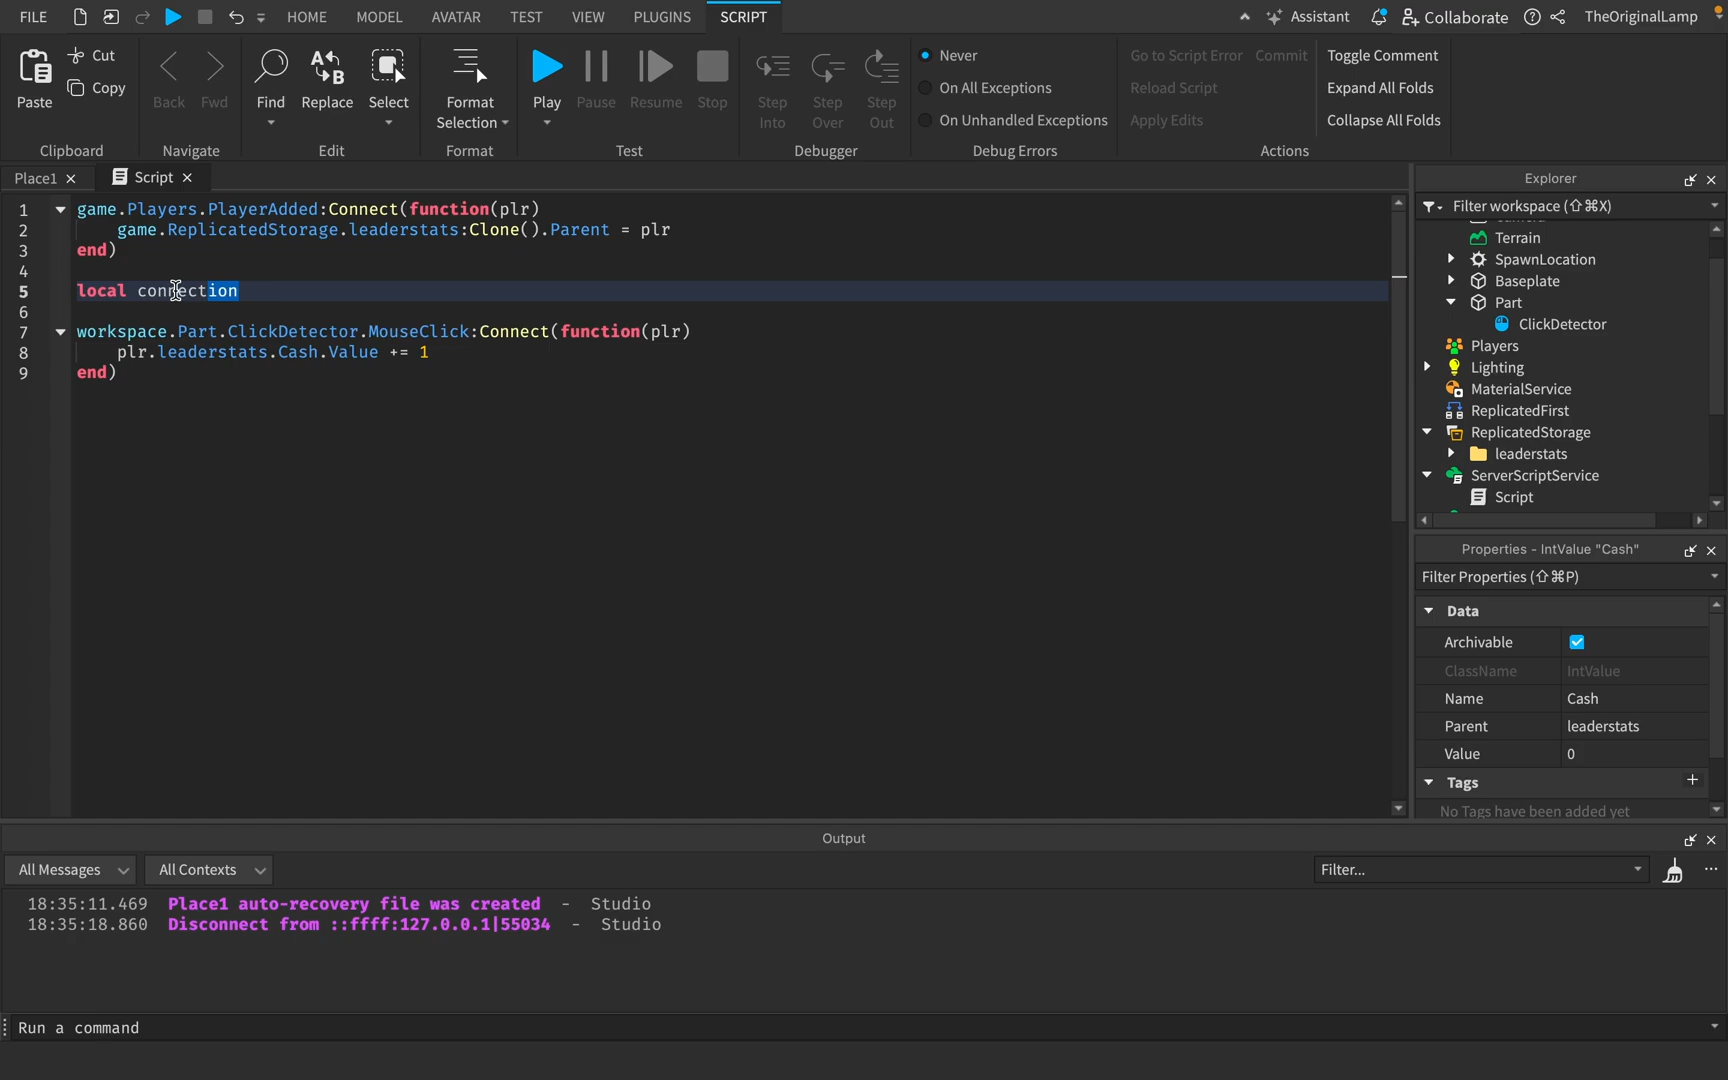 FILE HOME MODEL AVATAR TEST VIEW PLUGINS SCRIPT Assistant Collaborate TheOriginalLamp
Paste Cut Copy Back Fwd Find Replace Select Format Selection Play Pause Resume Stop Step Into Step Over Step Out Never On All Exceptions On Unhandled Exceptions Go to Script Error Commit Reload Script Apply Edits Toggle Comment Expand All Folds Collapse All Folds
Clipboard Navigate Edit Format Test Debugger Debug Errors Actions
Place1 Script
1 game.Players.PlayerAdded:Connect(function(plr)
2 game.ReplicatedStorage.leaderstats:Clone().Parent = plr
3 end)
4
5 local connection
6
7 workspace.Part.ClickDetector.MouseClick:Connect(function(plr)
8 plr.leaderstats.Cash.Value += 1
9 end)
Explorer
Filter workspace (⇧⌘X)
Terrain
SpawnLocation
Baseplate
Part
ClickDetector
Players
Lighting
MaterialService
ReplicatedFirst
ReplicatedStorage
leaderstats
ServerScriptService
Script
Properties - IntValue "Cash"
Filter Properties (⇧⌘P)
Data
Archivable
ClassName IntValue
Name Cash
Parent leaderstats
Value 0
Tags
No Tags have been added yet
Output
All Messages All Contexts Filter...
18:35:11.469 Place1 auto-recovery file was created - Studio
18:35:18.860 Disconnect from ::ffff:127.0.0.1|55034 - Studio
Run a command